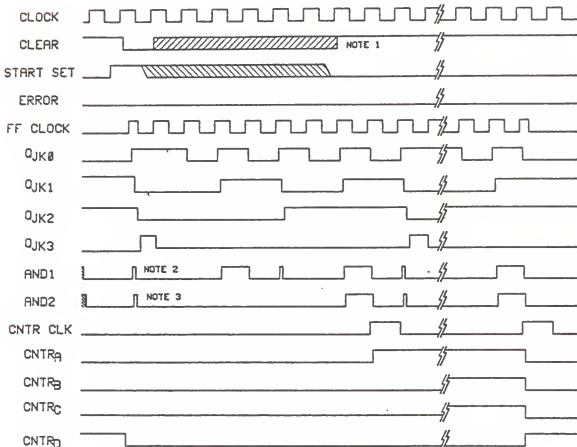 CLOCK
CLEAR
NOTE 1
START SET
ERROR
FF CLOCK
QJK0
QJK1
QJK2
QJK3
AND1
NOTE 2
AND2
NOTE 3
CNTR CLK
CNTRA
CNTRB
CNTRC
CNTRD